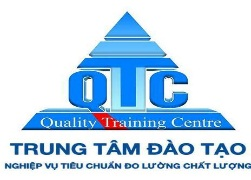 QTC
Quality Training Centre
TRUNG TÂM ĐÀO TẠO
NGHIỆP VỤ TIÊU CHUẨN ĐO LƯỜNG CHẤT LƯỢNG